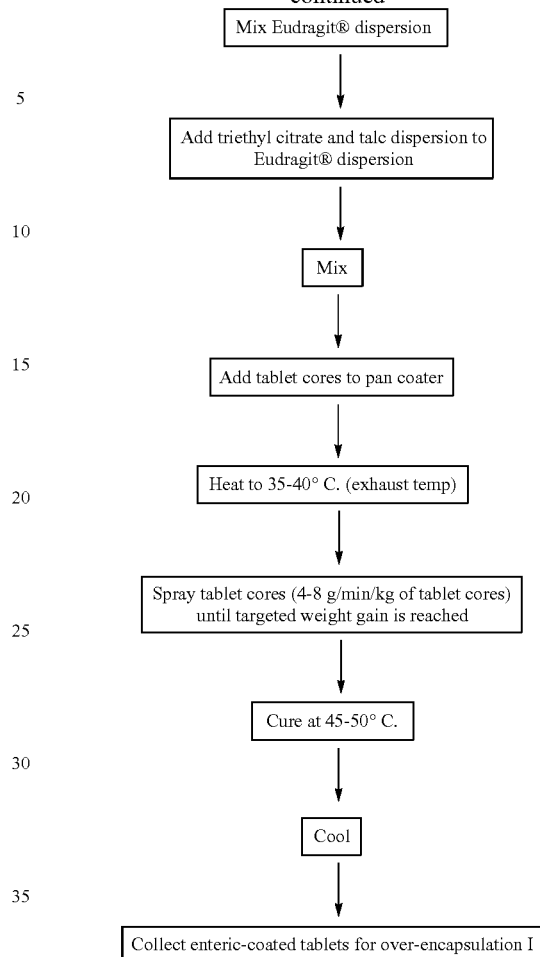 continued
Mix Eudragit® dispersion
5
Add triethyl citrate and talc dispersion to
Eudragit® dispersion
10
Mix
15
Add tablet cores to pan coater
Heat to 35-40° C. (exhaust temp)
20
Spray tablet cores (4-8 g/min/kg of tablet cores)
until targeted weight gain is reached
25
Cure at 45-50° C.
30
Cool
35
Collect enteric-coated tablets for over-encapsulation I